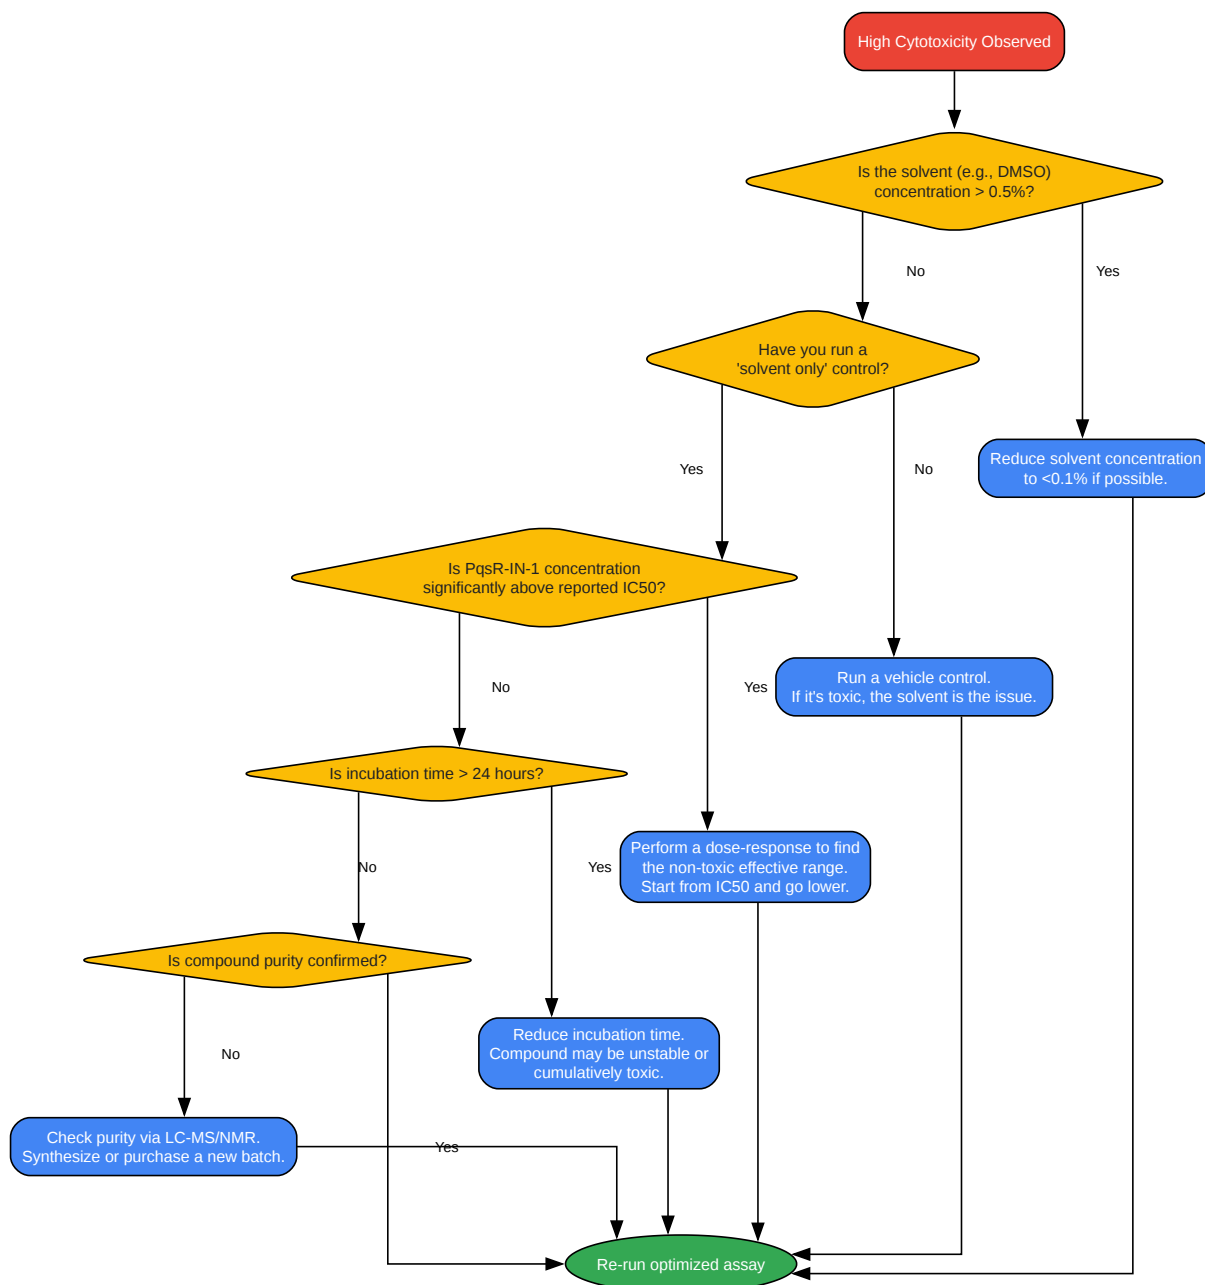 High Cytotoxicity Observed
Is the solvent (e.g., DMSO)
concentration > 0.5%?
No
Yes
Have you run a
'solvent only' control?
Yes
No
Reduce solvent concentration
to <0.1% if possible.
Is PqsR-IN-1 concentration
significantly above reported IC50?
No
Yes
Run a vehicle control.
If it's toxic, the solvent is the issue.
Is incubation time > 24 hours?
No
Yes
Perform a dose-response to find
the non-toxic effective range.
Start from IC50 and go lower.
Is compound purity confirmed?
No
Reduce incubation time.
Compound may be unstable or
cumulatively toxic.
Check purity via LC-MS/NMR.
Synthesize or purchase a new batch.
Yes
Re-run optimized assay